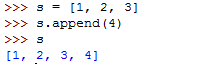 >>> s = [1, 2, 3]
>>> s.append(4)
>>> s
[1, 2, 3, 4]